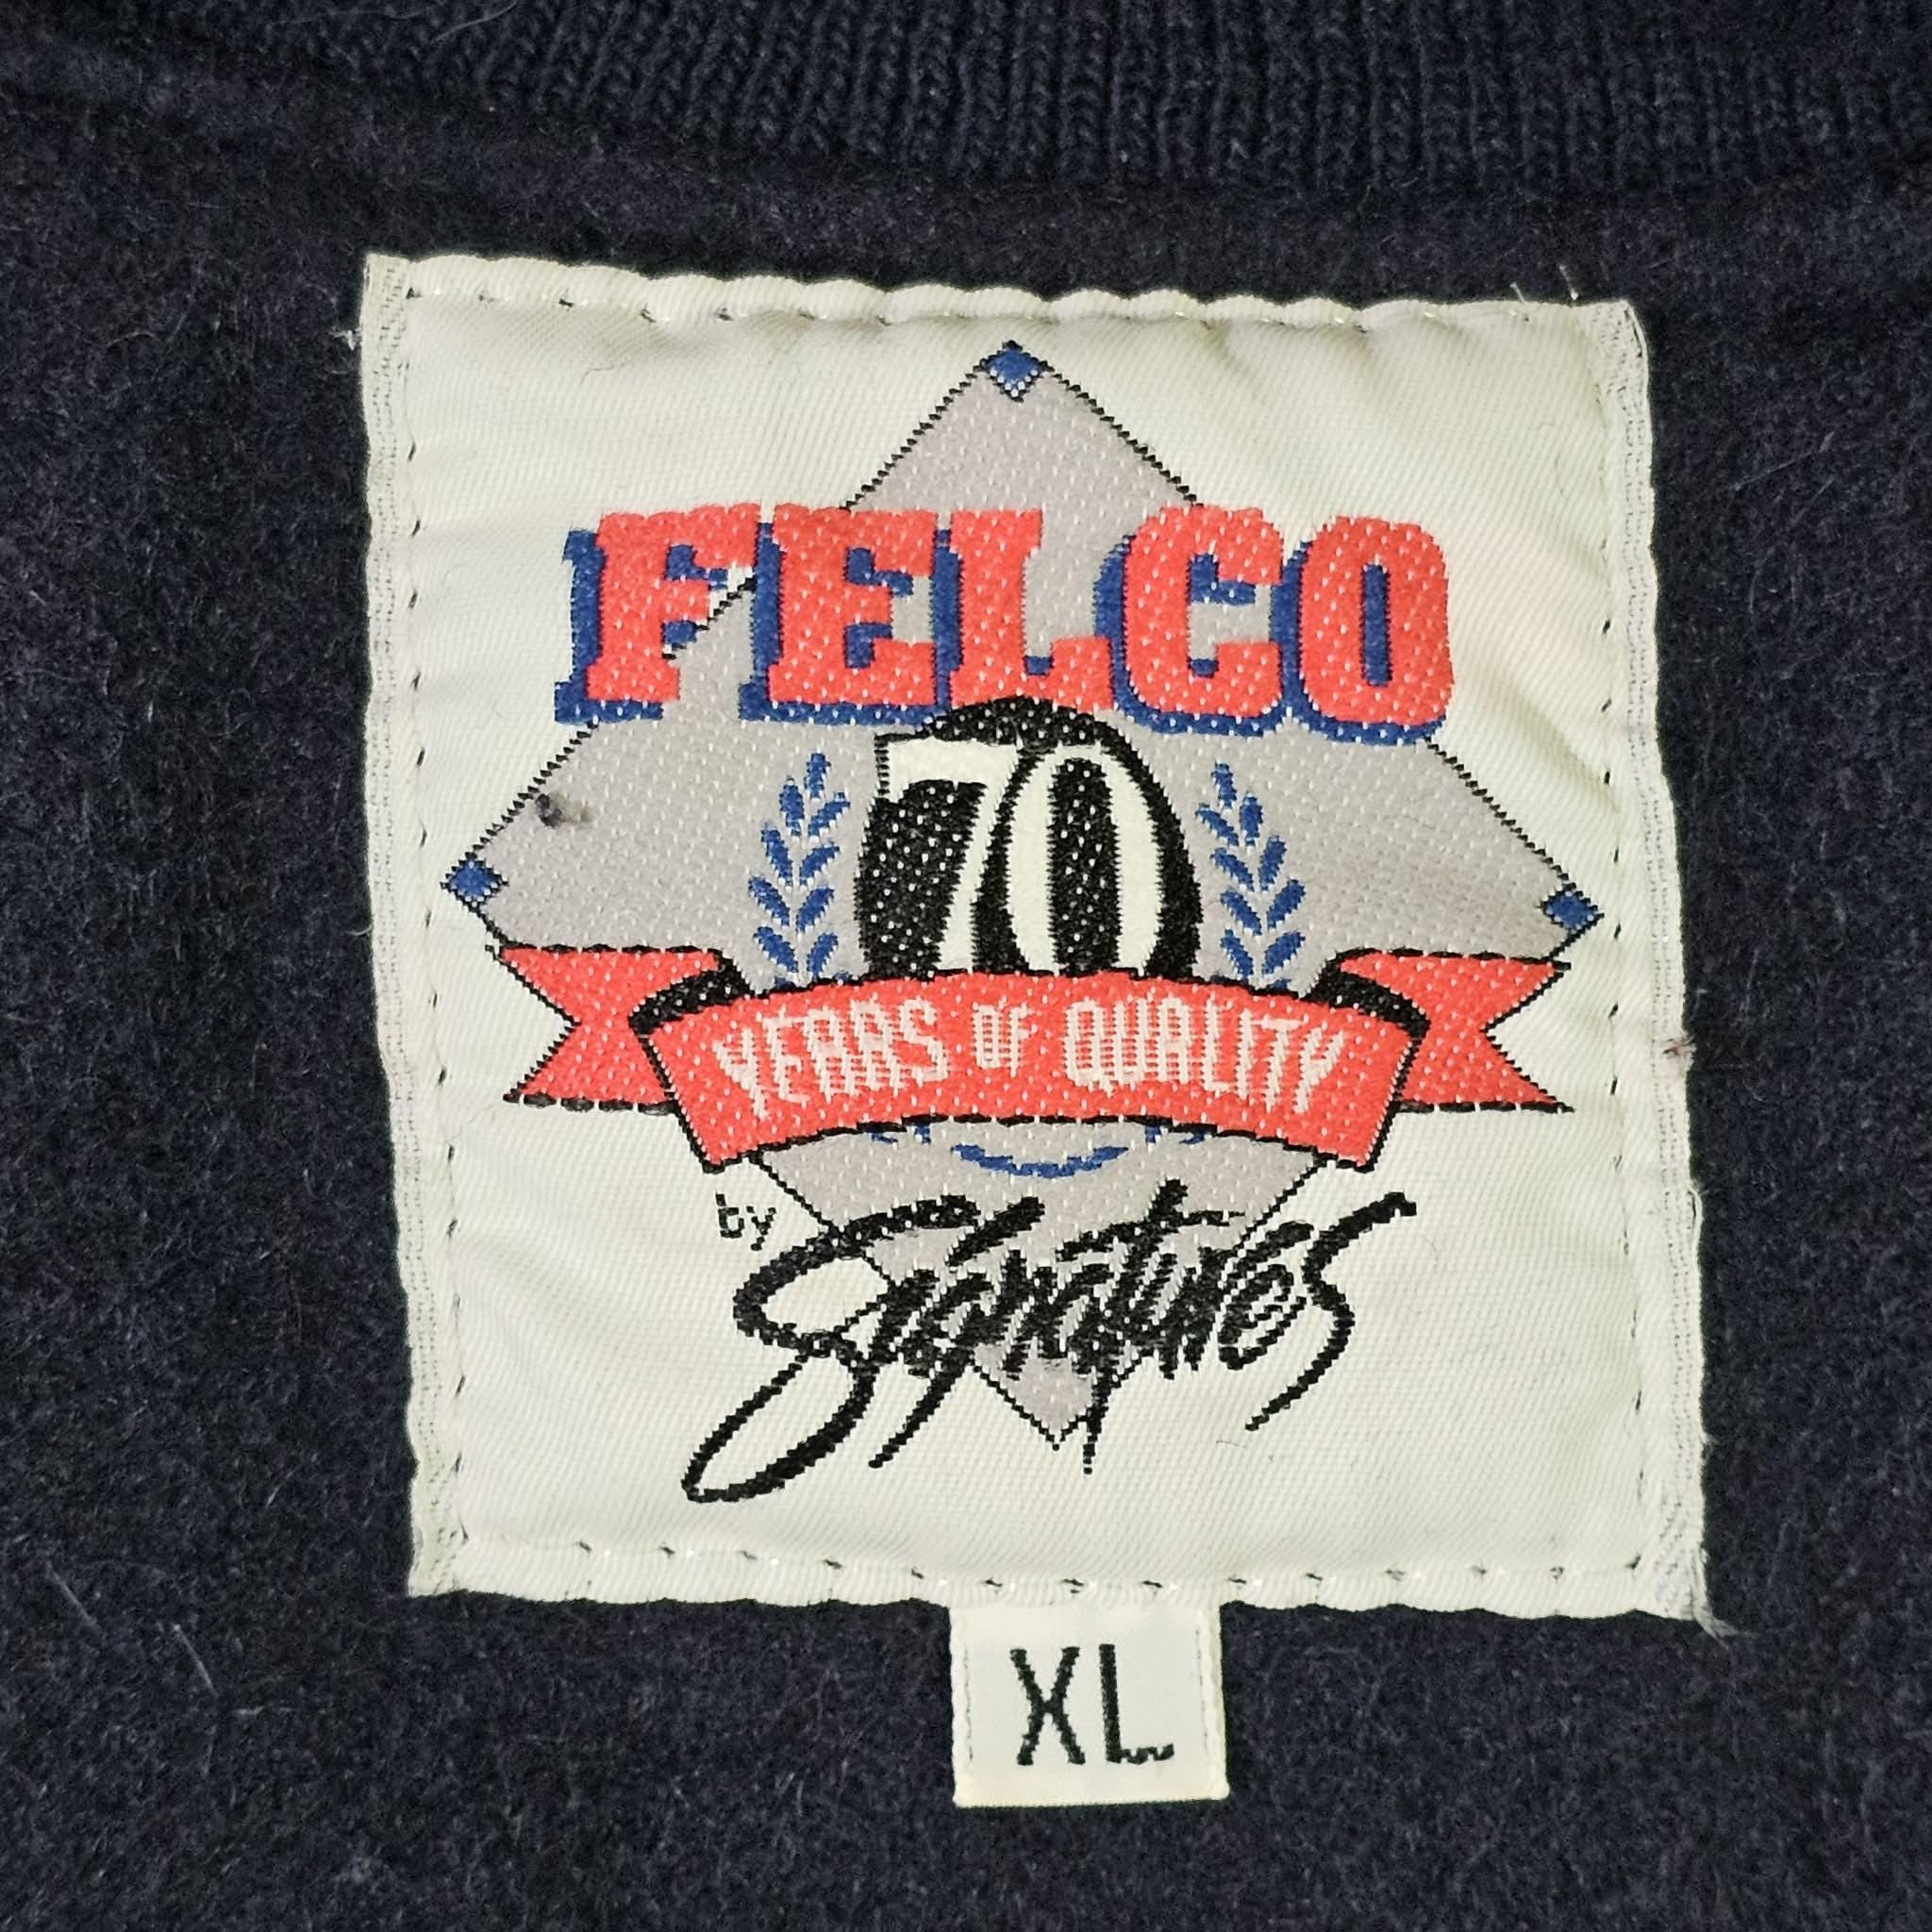 FELCO
70
YEARS OF QUALITY
by
Signatures
XL